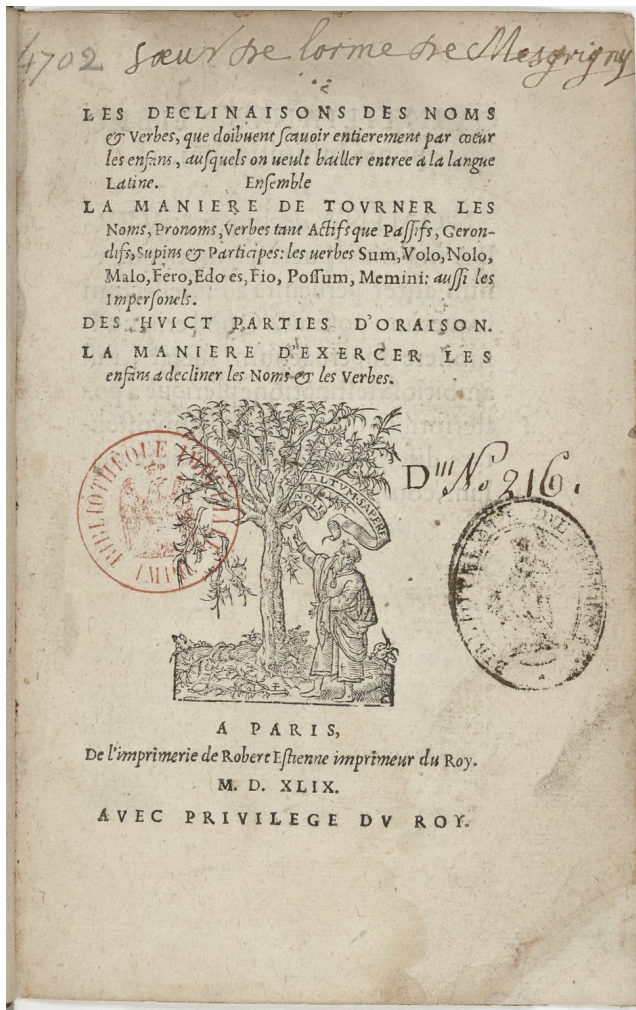 4702 Sœur De lorme De Mesgrigny
LES DECLINAISONS DES NOMS
& Verbes, que doibuent sçauoir entierement par cœur
les enfans, ausquels on ueult bailler entree a la langue
Latine. Ensemble
LA MANIERE DE TOVRNER LES
Noms, Pronoms, Verbes tant Actifs que Passifs, Geron-
difs, Supins & Participes: les uerbes Sum, Volo, Nolo,
Malo, Fero, Edo es, Fio, Possum, Memini: aussi les
Impersonels.
DES HVICT PARTIES D'ORAISON.
LA MANIERE D'EXERCER LES
enfans a decliner les Noms & les Verbes.
NOLI ALTVM SAPERE
BIBLIOTHEQUE IMPERIALE
IMPR.
D''' No 216.
A PARIS,
De l'imprimerie de Robert Estienne imprimeur du Roy.
M. D. XLIX.
AVEC PRIVILEGE DV ROY.